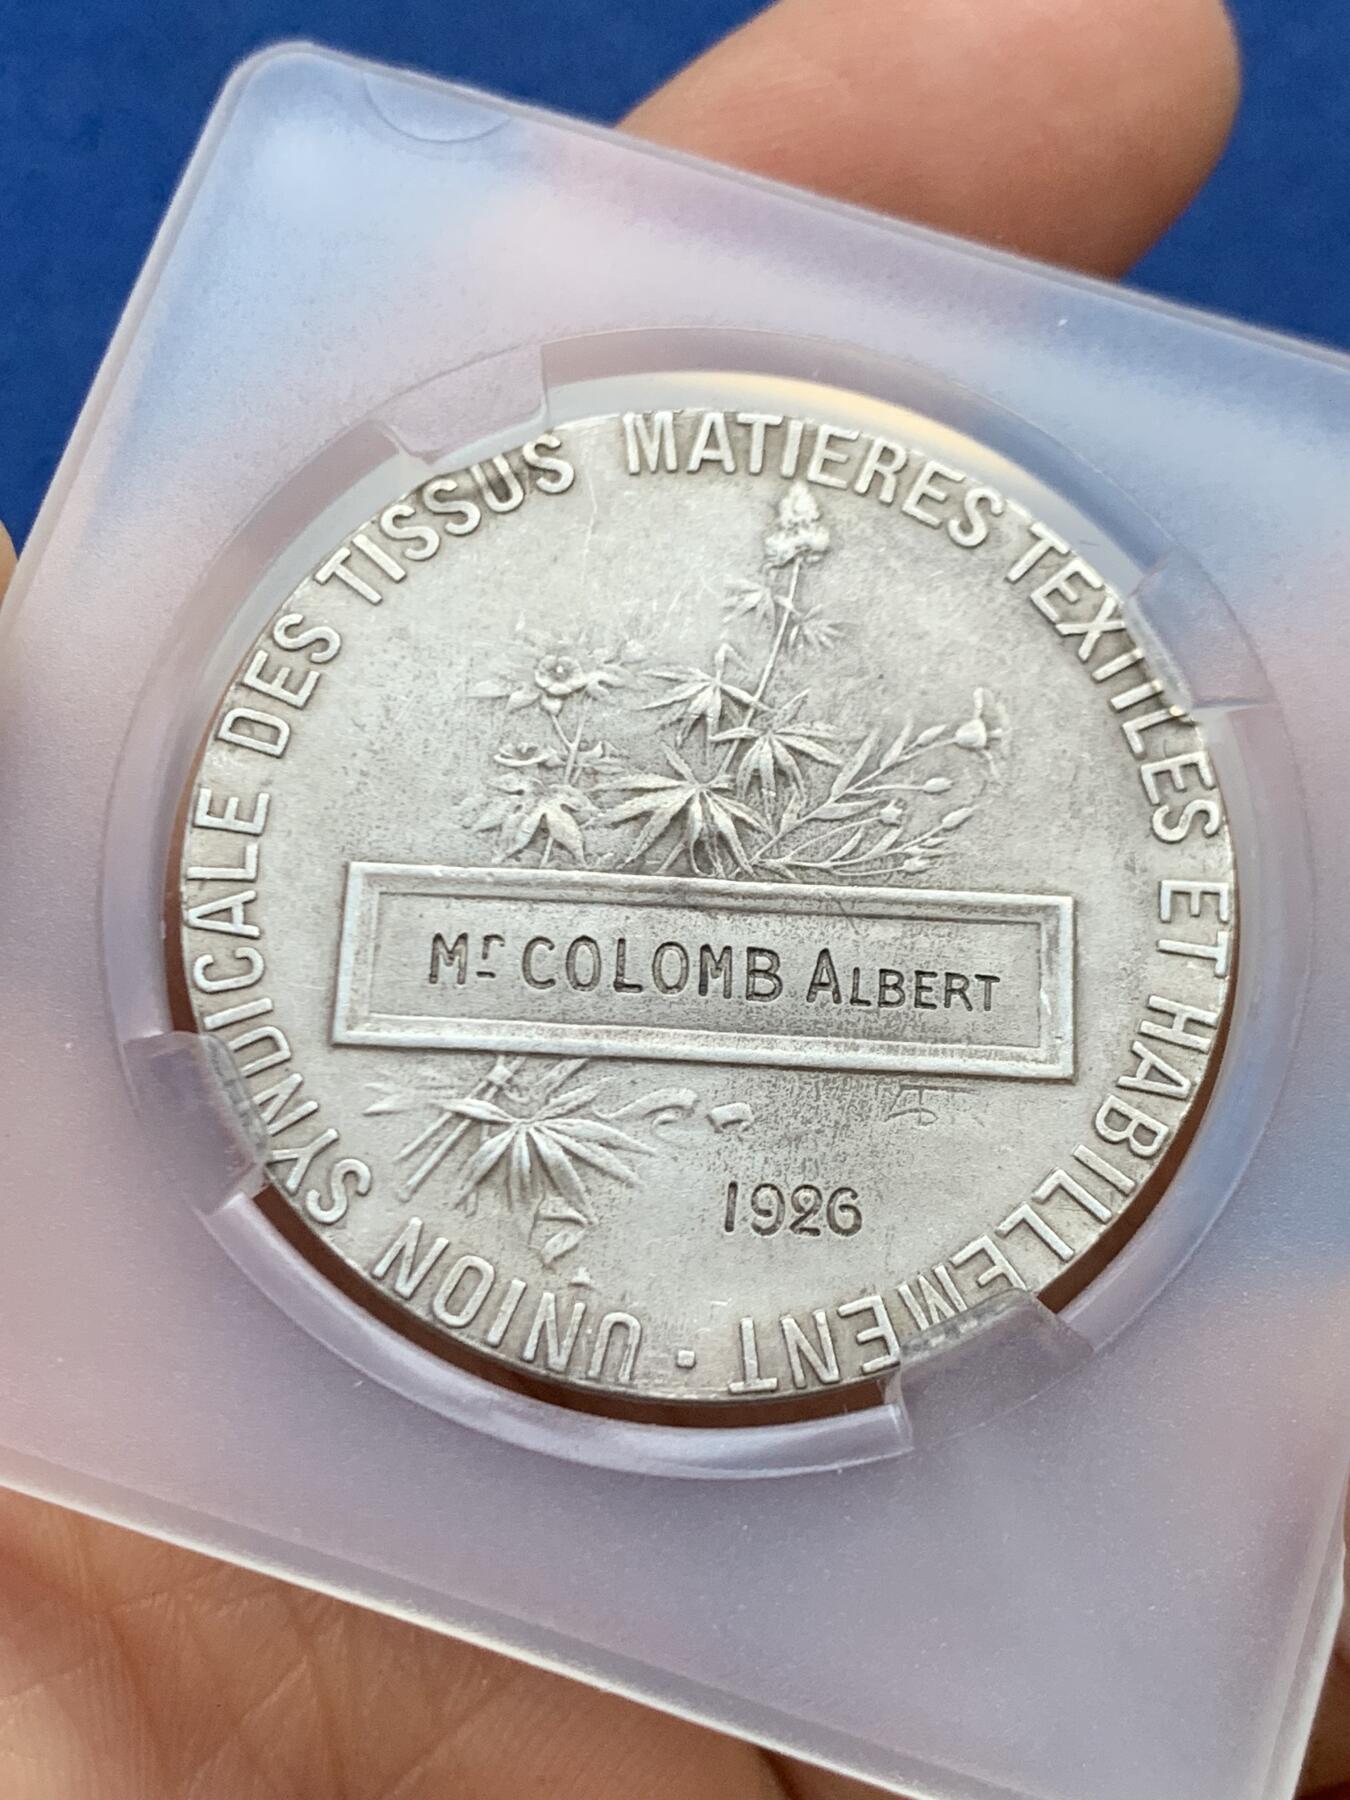 UNION SYNDICALE DES TISSUS MATIERES TEXTILES ET HABILLEMENT ·
Mr COLOMB ALBERT
1926